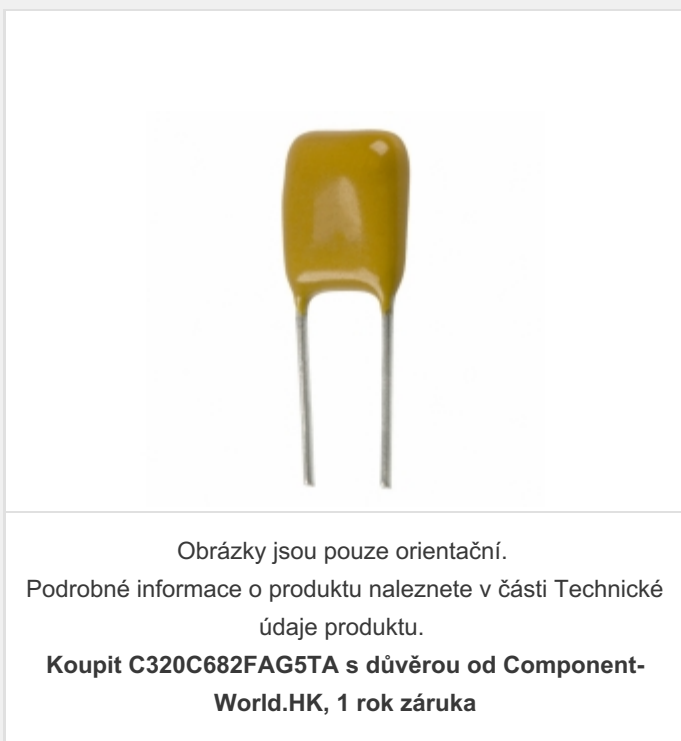 Obrázky jsou pouze orientační.
Podrobné informace o produktu naleznete v části Technické
údaje produktu.
Koupit C320C682FAG5TA s důvěrou od Component-
World.HK, 1 rok záruka